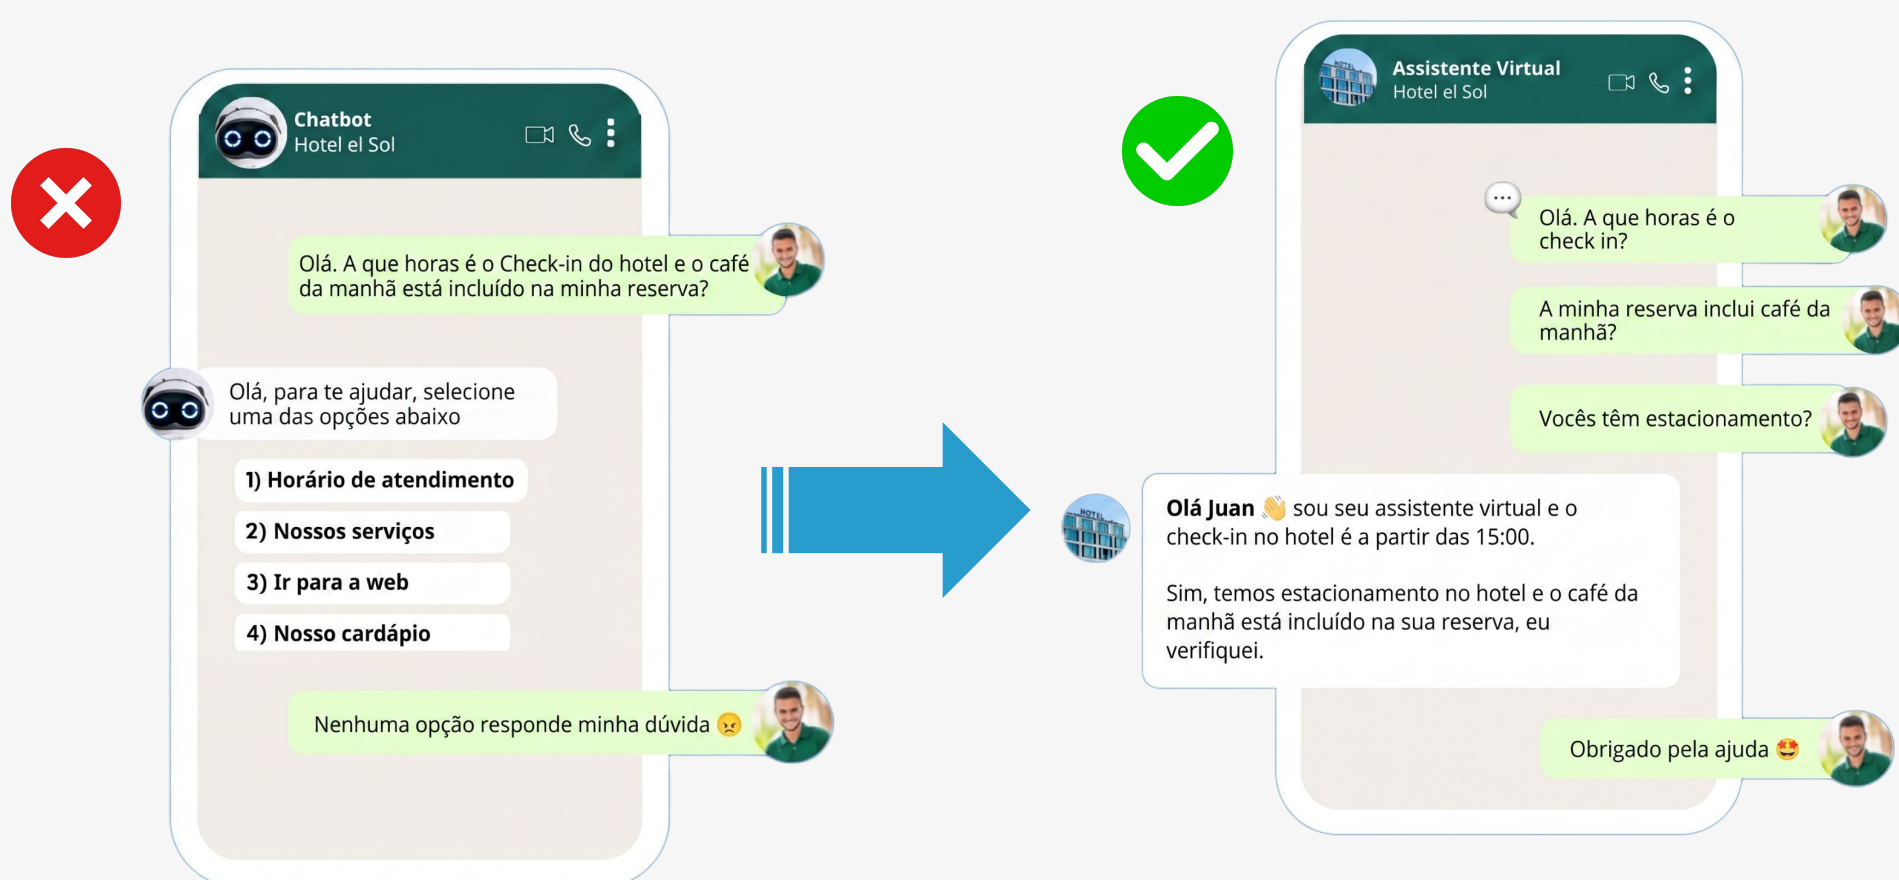 Chatbot
Hotel el Sol
Olá. A que horas é o Check-in do hotel e o café
da manhã está incluído na minha reserva?
Olá, para te ajudar, selecione
uma das opções abaixo
1) Horário de atendimento
2) Nossos serviços
3) Ir para a web
4) Nosso cardápio
Nenhuma opção responde minha dúvida 😠
HOTEL
Assistente Virtual
Hotel el Sol
Olá. A que horas é o
check in?
A minha reserva inclui café da
manhã?
Vocês têm estacionamento?
HOTEL
Olá Juan 👋 sou seu assistente virtual e o
check-in no hotel é a partir das 15:00.
Sim, temos estacionamento no hotel e o café da
manhã está incluído na sua reserva, eu
verifiquei.
Obrigado pela ajuda 🤩